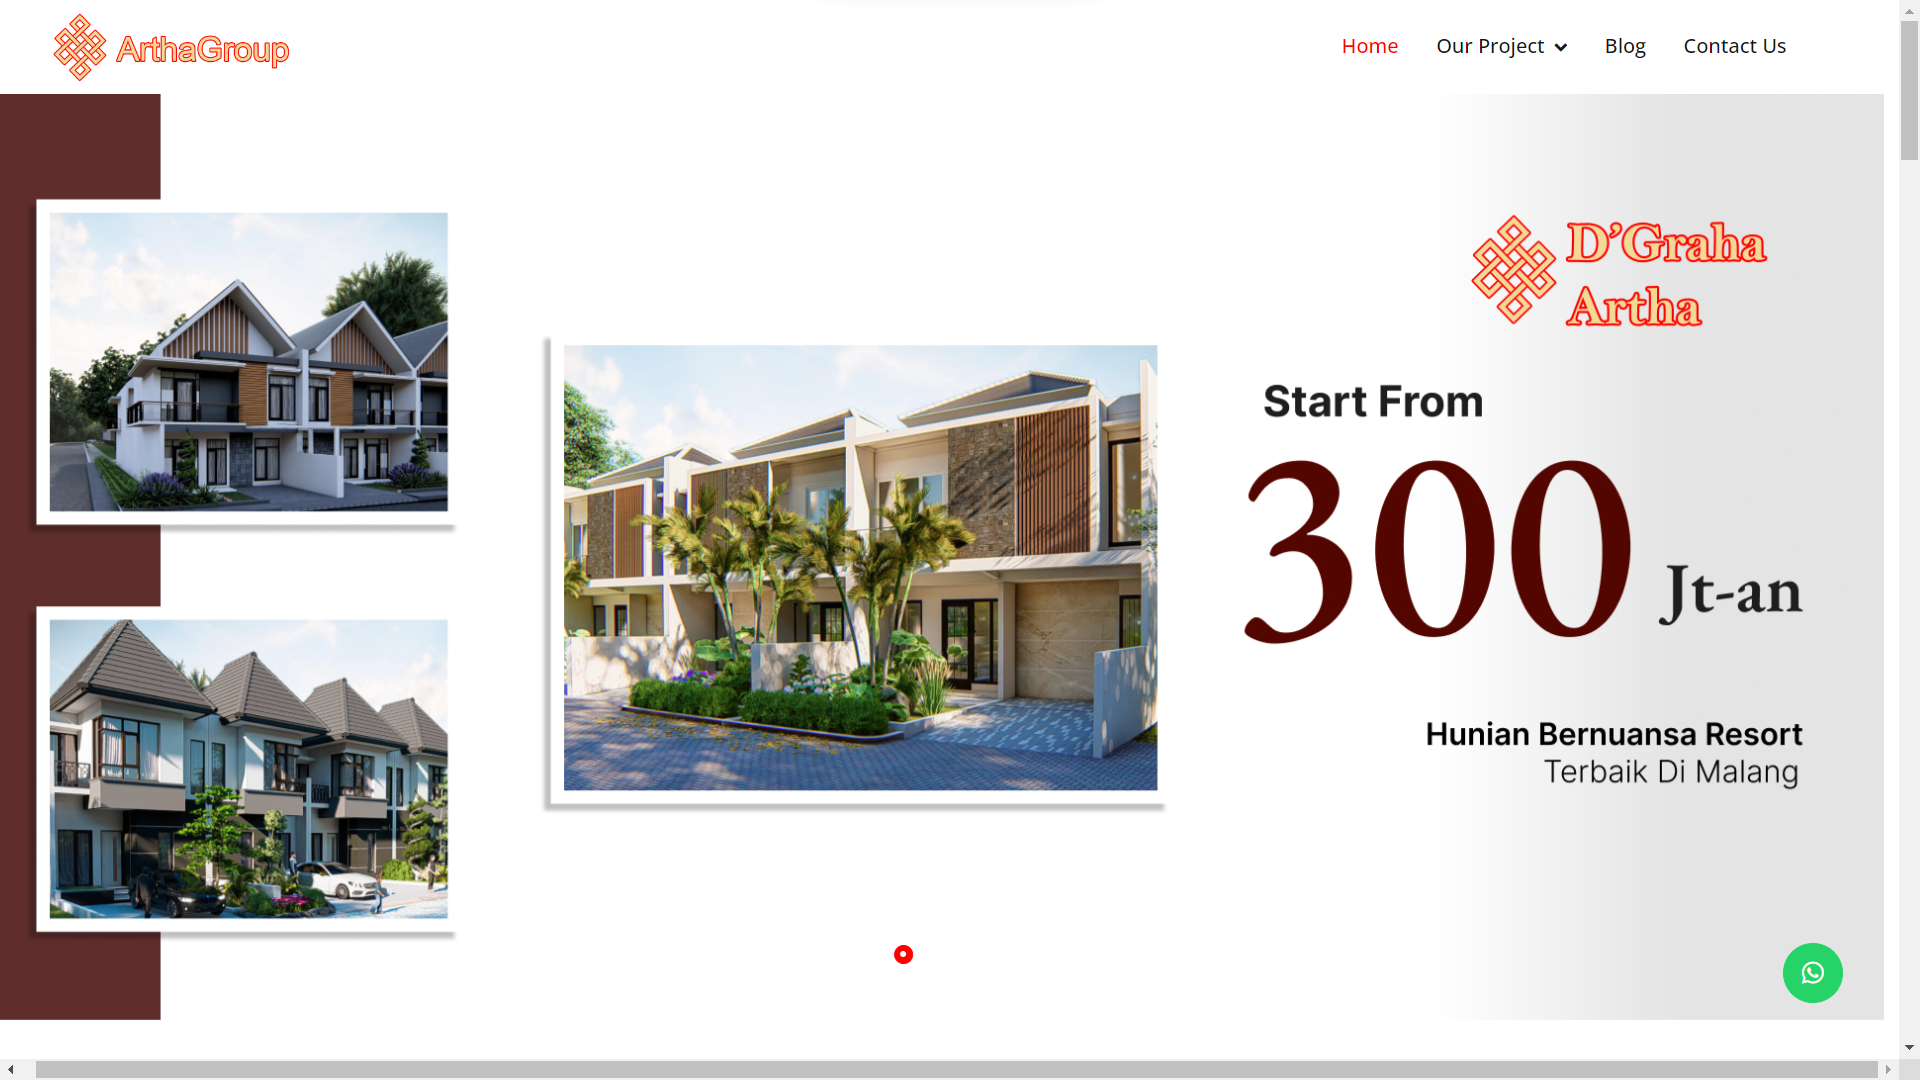 ArthaGroup
Home
Our Project
Blog
Contact Us
D'Graha
Artha
Start From
300 Jt-an
Hunian Bernuansa Resort
Terbaik Di Malang